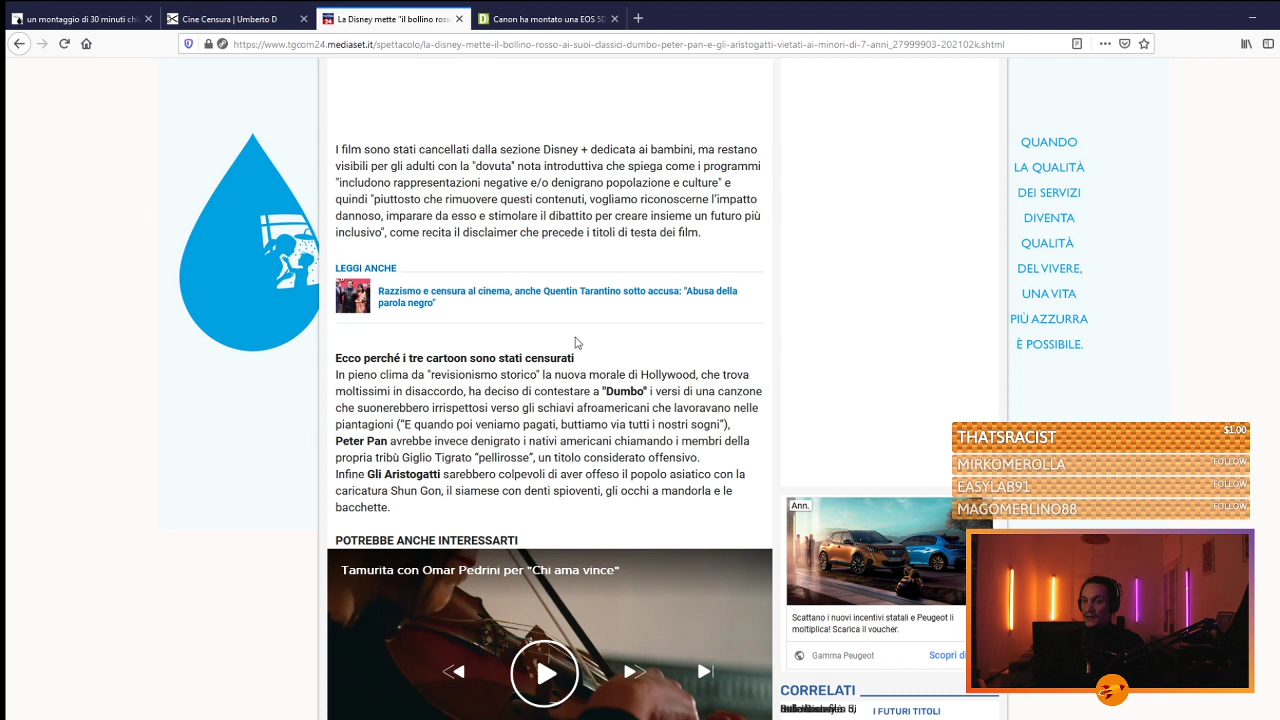 un montaggio di 30 minuti chi
Cine Censura | Umberto D
La Disney mette "il bollino ross
Canon ha montato una EOS 5D
https://www.tgcom24.mediaset.it/spettacolo/la-disney-mette-il-bollino-rosso-ai-suoi-classici-dumbo-peter-pan-e-gli-aristogatti-vietati-ai-minori-di-7-anni_27999903-202102k.shtml
I film sono stati cancellati dalla sezione Disney + dedicata ai bambini, ma restano
visibili per gli adulti con la "dovuta" nota introduttiva che spiega come i programmi
"includono rappresentazioni negative e/o denigrano popolazione e culture" e
quindi "piuttosto che rimuovere questi contenuti, vogliamo riconoscerne l'impatto
dannoso, imparare da esso e stimolare il dibattito per creare insieme un futuro più
inclusivo", come recita il disclaimer che precede i titoli di testa dei film.
LEGGI ANCHE
Razzismo e censura al cinema, anche Quentin Tarantino sotto accusa: "Abusa della
parola negro"
Ecco perché i tre cartoon sono stati censurati
In pieno clima da "revisionismo storico" la nuova morale di Hollywood, che trova
moltissimi in disaccordo, ha deciso di contestare a "Dumbo" i versi di una canzone
che suonerebbero irrispettosi verso gli schiavi afroamericani che lavoravano nelle
piantagioni ("E quando poi veniamo pagati, buttiamo via tutti i nostri sogni"),
Peter Pan avrebbe invece denigrato i nativi americani chiamando i membri della
propria tribù Giglio Tigrato "pellirosse", un titolo considerato offensivo.
Infine Gli Aristogatti sarebbero colpevoli di aver offeso il popolo asiatico con la
caricatura Shun Gon, il siamese con denti spioventi, gli occhi a mandorla e le
bacchette.
POTREBBE ANCHE INTERESSARTI
Tamurita con Omar Pedrini per "Chi ama vince"
QUANDO
LA QUALITÀ
DEI SERVIZI
DIVENTA
QUALITÀ
DEL VIVERE,
UNA VITA
PIÙ AZZURRA
È POSSIBILE.
THATSRACIST $1.00
MIRKOMEROLLA FOLLOW
EASYLAB91 FOLLOW
MAGOMERLINO88 FOLLOW
Ann.
Scattano i nuovi incentivi statali e Peugeot li
moltiplica! Scarica il voucher.
Gamma Peugeot Scopri di
CORRELATI
I FUTURI TITOLI